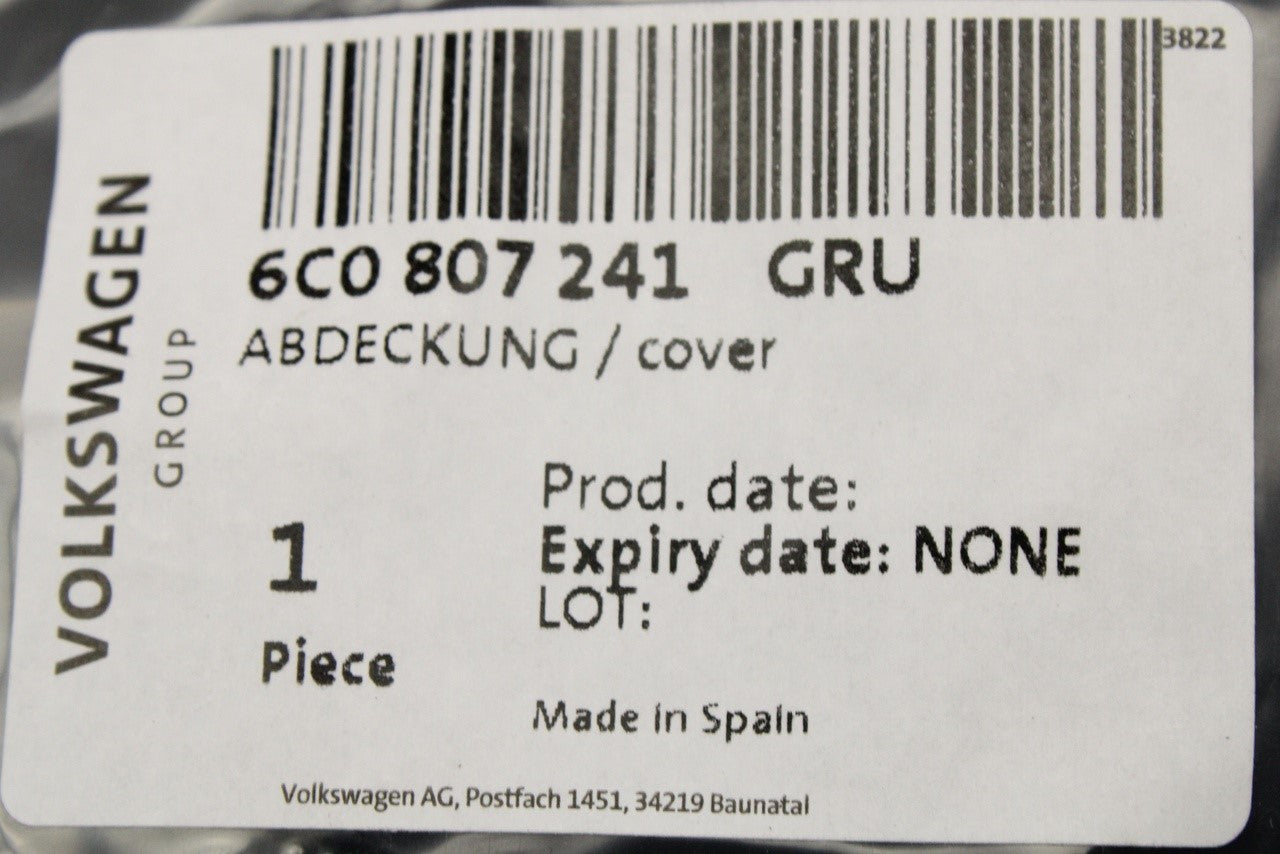 3822
6C0 807 241 GRU
ABDECKUNG / cover
VOLKSWAGEN
GROUP
Prod. date:
Expiry date: NONE
LOT:
1
Piece
Made in Spain
Volkswagen AG, Postfach 1451, 34219 Baunatal